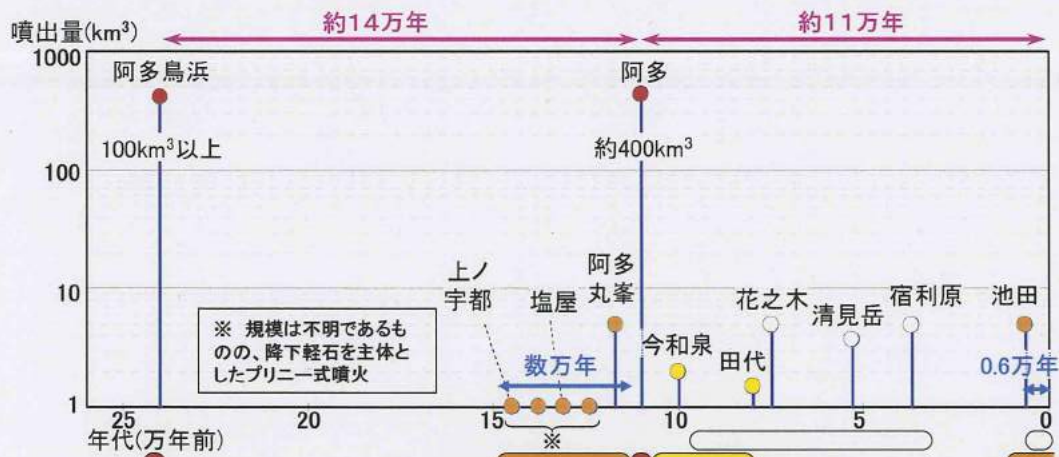 約14万年
約11万年
噴出量(km³)
1000
阿多鳥浜
阿多
100km³以上
約400km³
100
上ノ
宇都
塩屋
阿多
丸峯
10
花之木
清見岳
宿利原
池田
今和泉
田代
※ 規模は不明であるも
のの、降下軽石を主体と
したプリニー式噴火
数万年
0.6万年
1
25
20
15
10
5
0
年代(万年前)
※